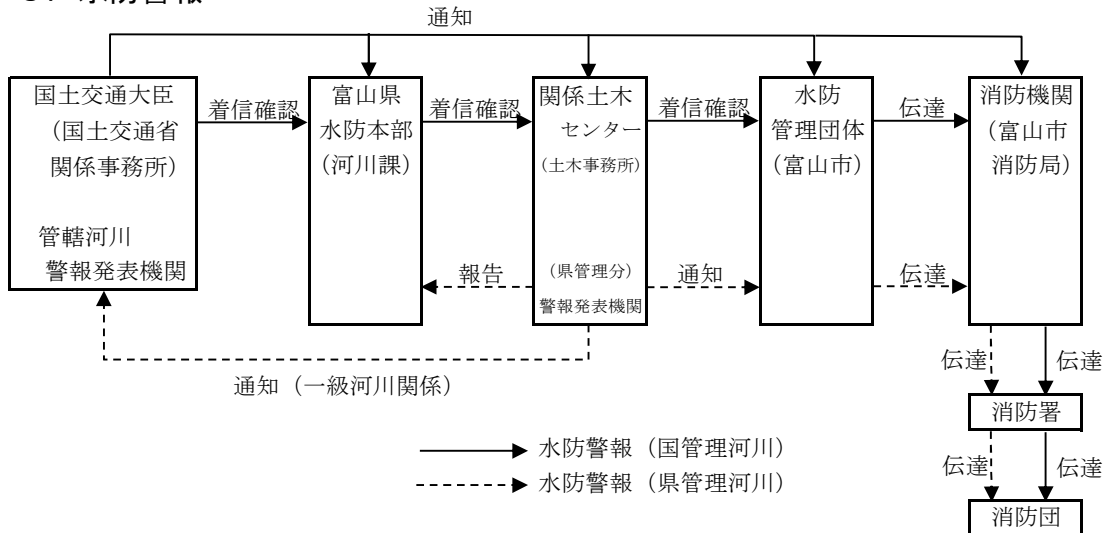 通知
国土交通大臣
（国土交通省
関係事務所）
管轄河川
警報発表機関
着信確認
富山県
水防本部
（河川課）
着信確認
関係土木
センター
（土木事務所）
（県管理分）
警報発表機関
着信確認
水防
管理団体
（富山市）
伝達
消防機関
（富山市
消防局）
報告
通知
伝達
通知（一級河川関係）
伝達
伝達
消防署
伝達
伝達
消防団
水防警報（国管理河川）
水防警報（県管理河川）